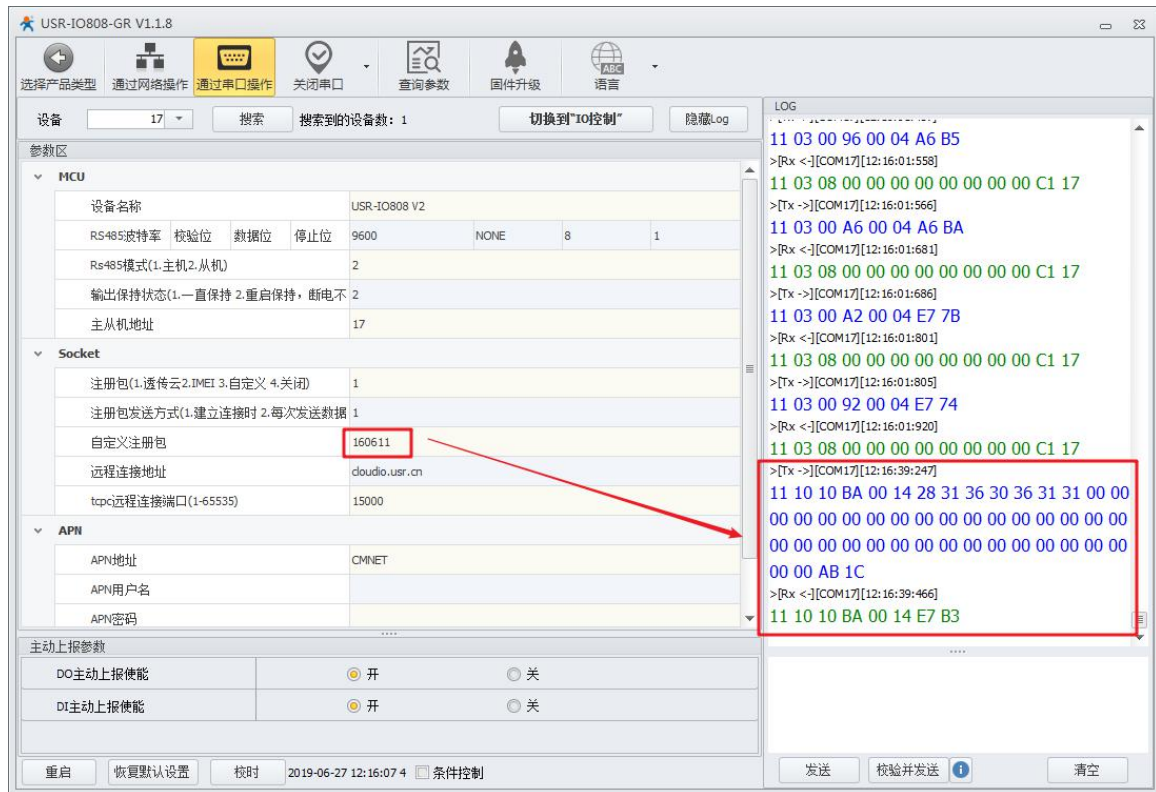 USR-IO808-GR V1.1.8
选择产品类型 通过网络操作 通过串口操作 关闭串口 查询参数 固件升级 语言
设备 17 搜索 搜索到的设备数: 1 切换到"IO控制" 隐藏Log
参数区
MCU
设备名称 USR-IO808 V2
RS485波特率 校验位 数据位 停止位 9600 NONE 8 1
Rs485模式(1.主机2.从机) 2
输出保持状态(1.一直保持 2.重启保持，断电不 2
主从机地址 17
Socket
注册包(1.透传云2.IMEI 3.自定义 4.关闭) 1
注册包发送方式(1.建立连接时 2.每次发送数据 1
自定义注册包 160611
远程连接地址 cloudio.usr.cn
tcpc远程连接端口(1-65535) 15000
APN
APN地址 CMNET
APN用户名
APN密码
主动上报参数
DO主动上报使能 开 关
DI主动上报使能 开 关
重启 恢复默认设置 校时 2019-06-27 12:16:07 4 条件控制
LOG
11 03 00 96 00 04 A6 B5
>[Rx <-][COM17][12:16:01:558]
11 03 08 00 00 00 00 00 00 00 00 C1 17
>[Tx ->][COM17][12:16:01:566]
11 03 00 A6 00 04 A6 BA
>[Rx <-][COM17][12:16:01:681]
11 03 08 00 00 00 00 00 00 00 00 C1 17
>[Tx ->][COM17][12:16:01:686]
11 03 00 A2 00 04 E7 7B
>[Rx <-][COM17][12:16:01:801]
11 03 08 00 00 00 00 00 00 00 00 C1 17
>[Tx ->][COM17][12:16:01:805]
11 03 00 92 00 04 E7 74
>[Rx <-][COM17][12:16:01:920]
11 03 08 00 00 00 00 00 00 00 00 C1 17
>[Tx ->][COM17][12:16:39:247]
11 10 10 BA 00 14 28 31 36 30 36 31 31 00 00
00 00 00 00 00 00 00 00 00 00 00 00 00 00 00
00 00 00 00 00 00 00 00 00 00 00 00 00 00 00
00 00 AB 1C
>[Rx <-][COM17][12:16:39:466]
11 10 10 BA 00 14 E7 B3
发送 校验并发送 清空